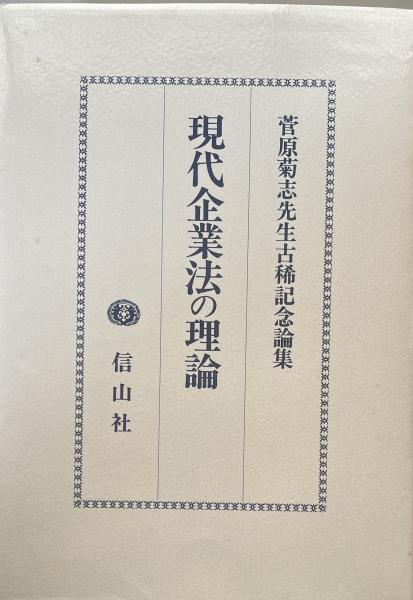 菅原菊志先生古稀記念論集
現代企業法の理論
信山社